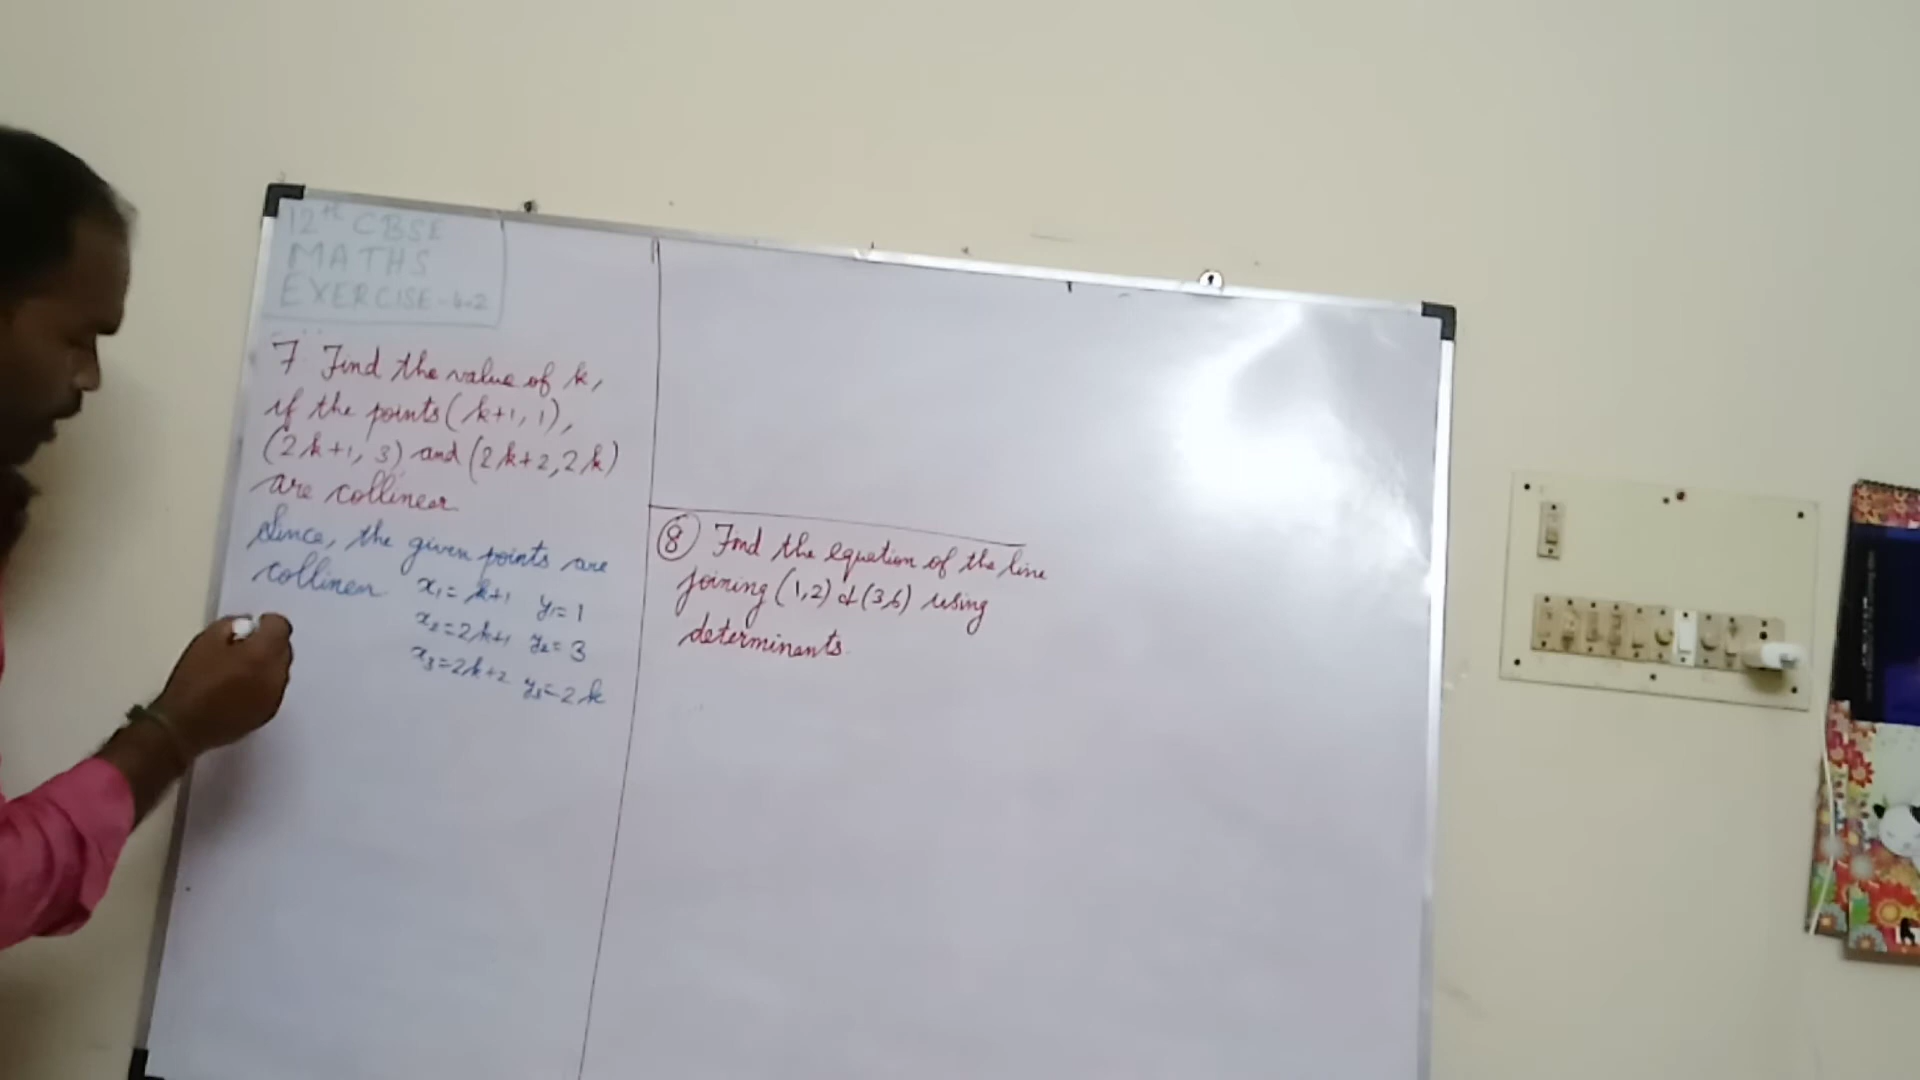 12th CBSE
MATHS
EXERCISE-4.2
7. Find the value of k,
if the points (k+1, 1),
(2k+1, 3) and (2k+2, 2k)
are collinear.
Since, the given points are
collinear.
x₁ = k+1 y₁ = 1
x₂ = 2k+1 y₂ = 3
x₃ = 2k+2 y₃ = 2k
⑧ Find the equation of the line
joining (1,2) & (3,6) using
determinants.